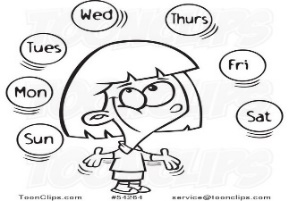 Wed
Thurs
Tues
Fri
Mon
Sat
Sun
ToonClips.com #54264 service@toonclips.com